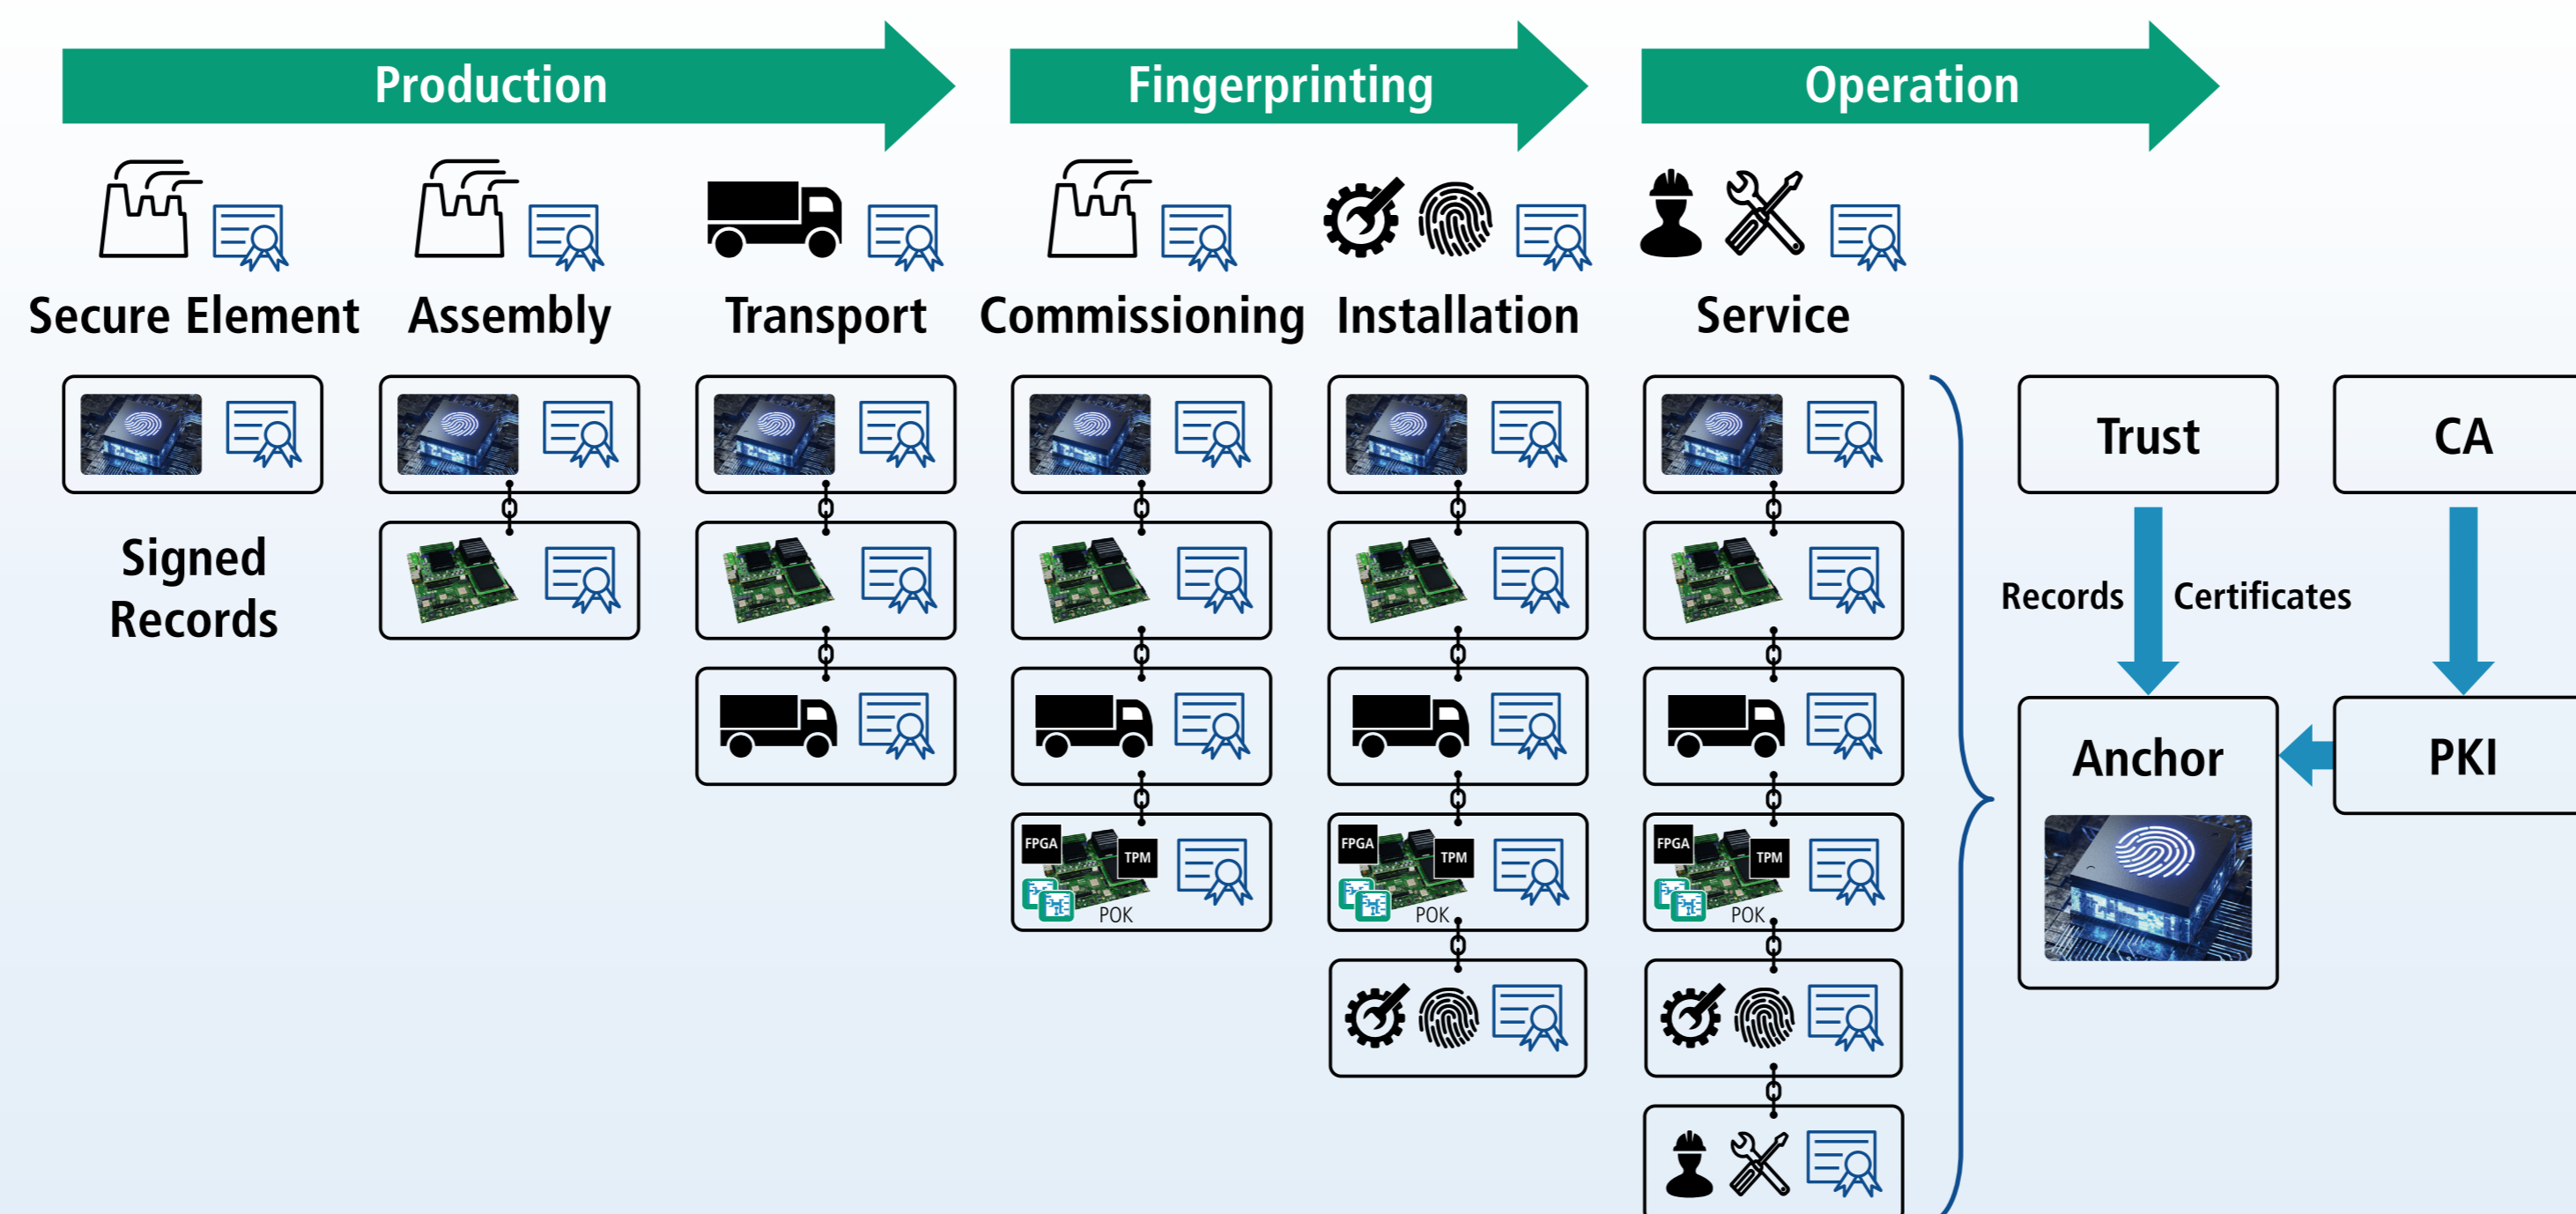 Production
Fingerprinting
Operation
Secure Element
Assembly
Transport
Commissioning
Installation
Service
Signed
Records
Trust
CA
Records
Certificates
Anchor
PKI
FPGA
TPM
POK
FPGA
TPM
POK
FPGA
TPM
POK